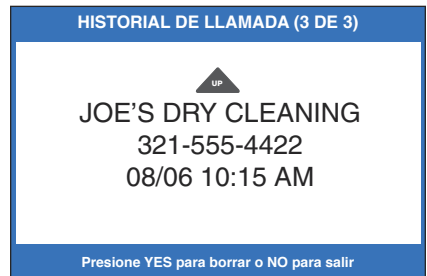 HISTORIAL DE LLAMADA (3 DE 3)
UP
JOE'S DRY CLEANING
321-555-4422
08/06 10:15 AM
Presione YES para borrar o NO para salir